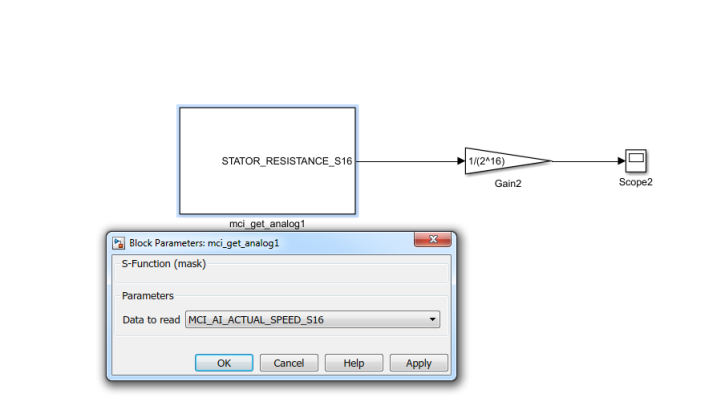 STATOR_RESISTANCE_S16
1/(2^16)
Gain2
Scope2
mci_get_analog1
Block Parameters: mci_get_analog1
S-Function (mask)
Parameters
Data to read MCI_AI_ACTUAL_SPEED_S16
OK Cancel Help Apply